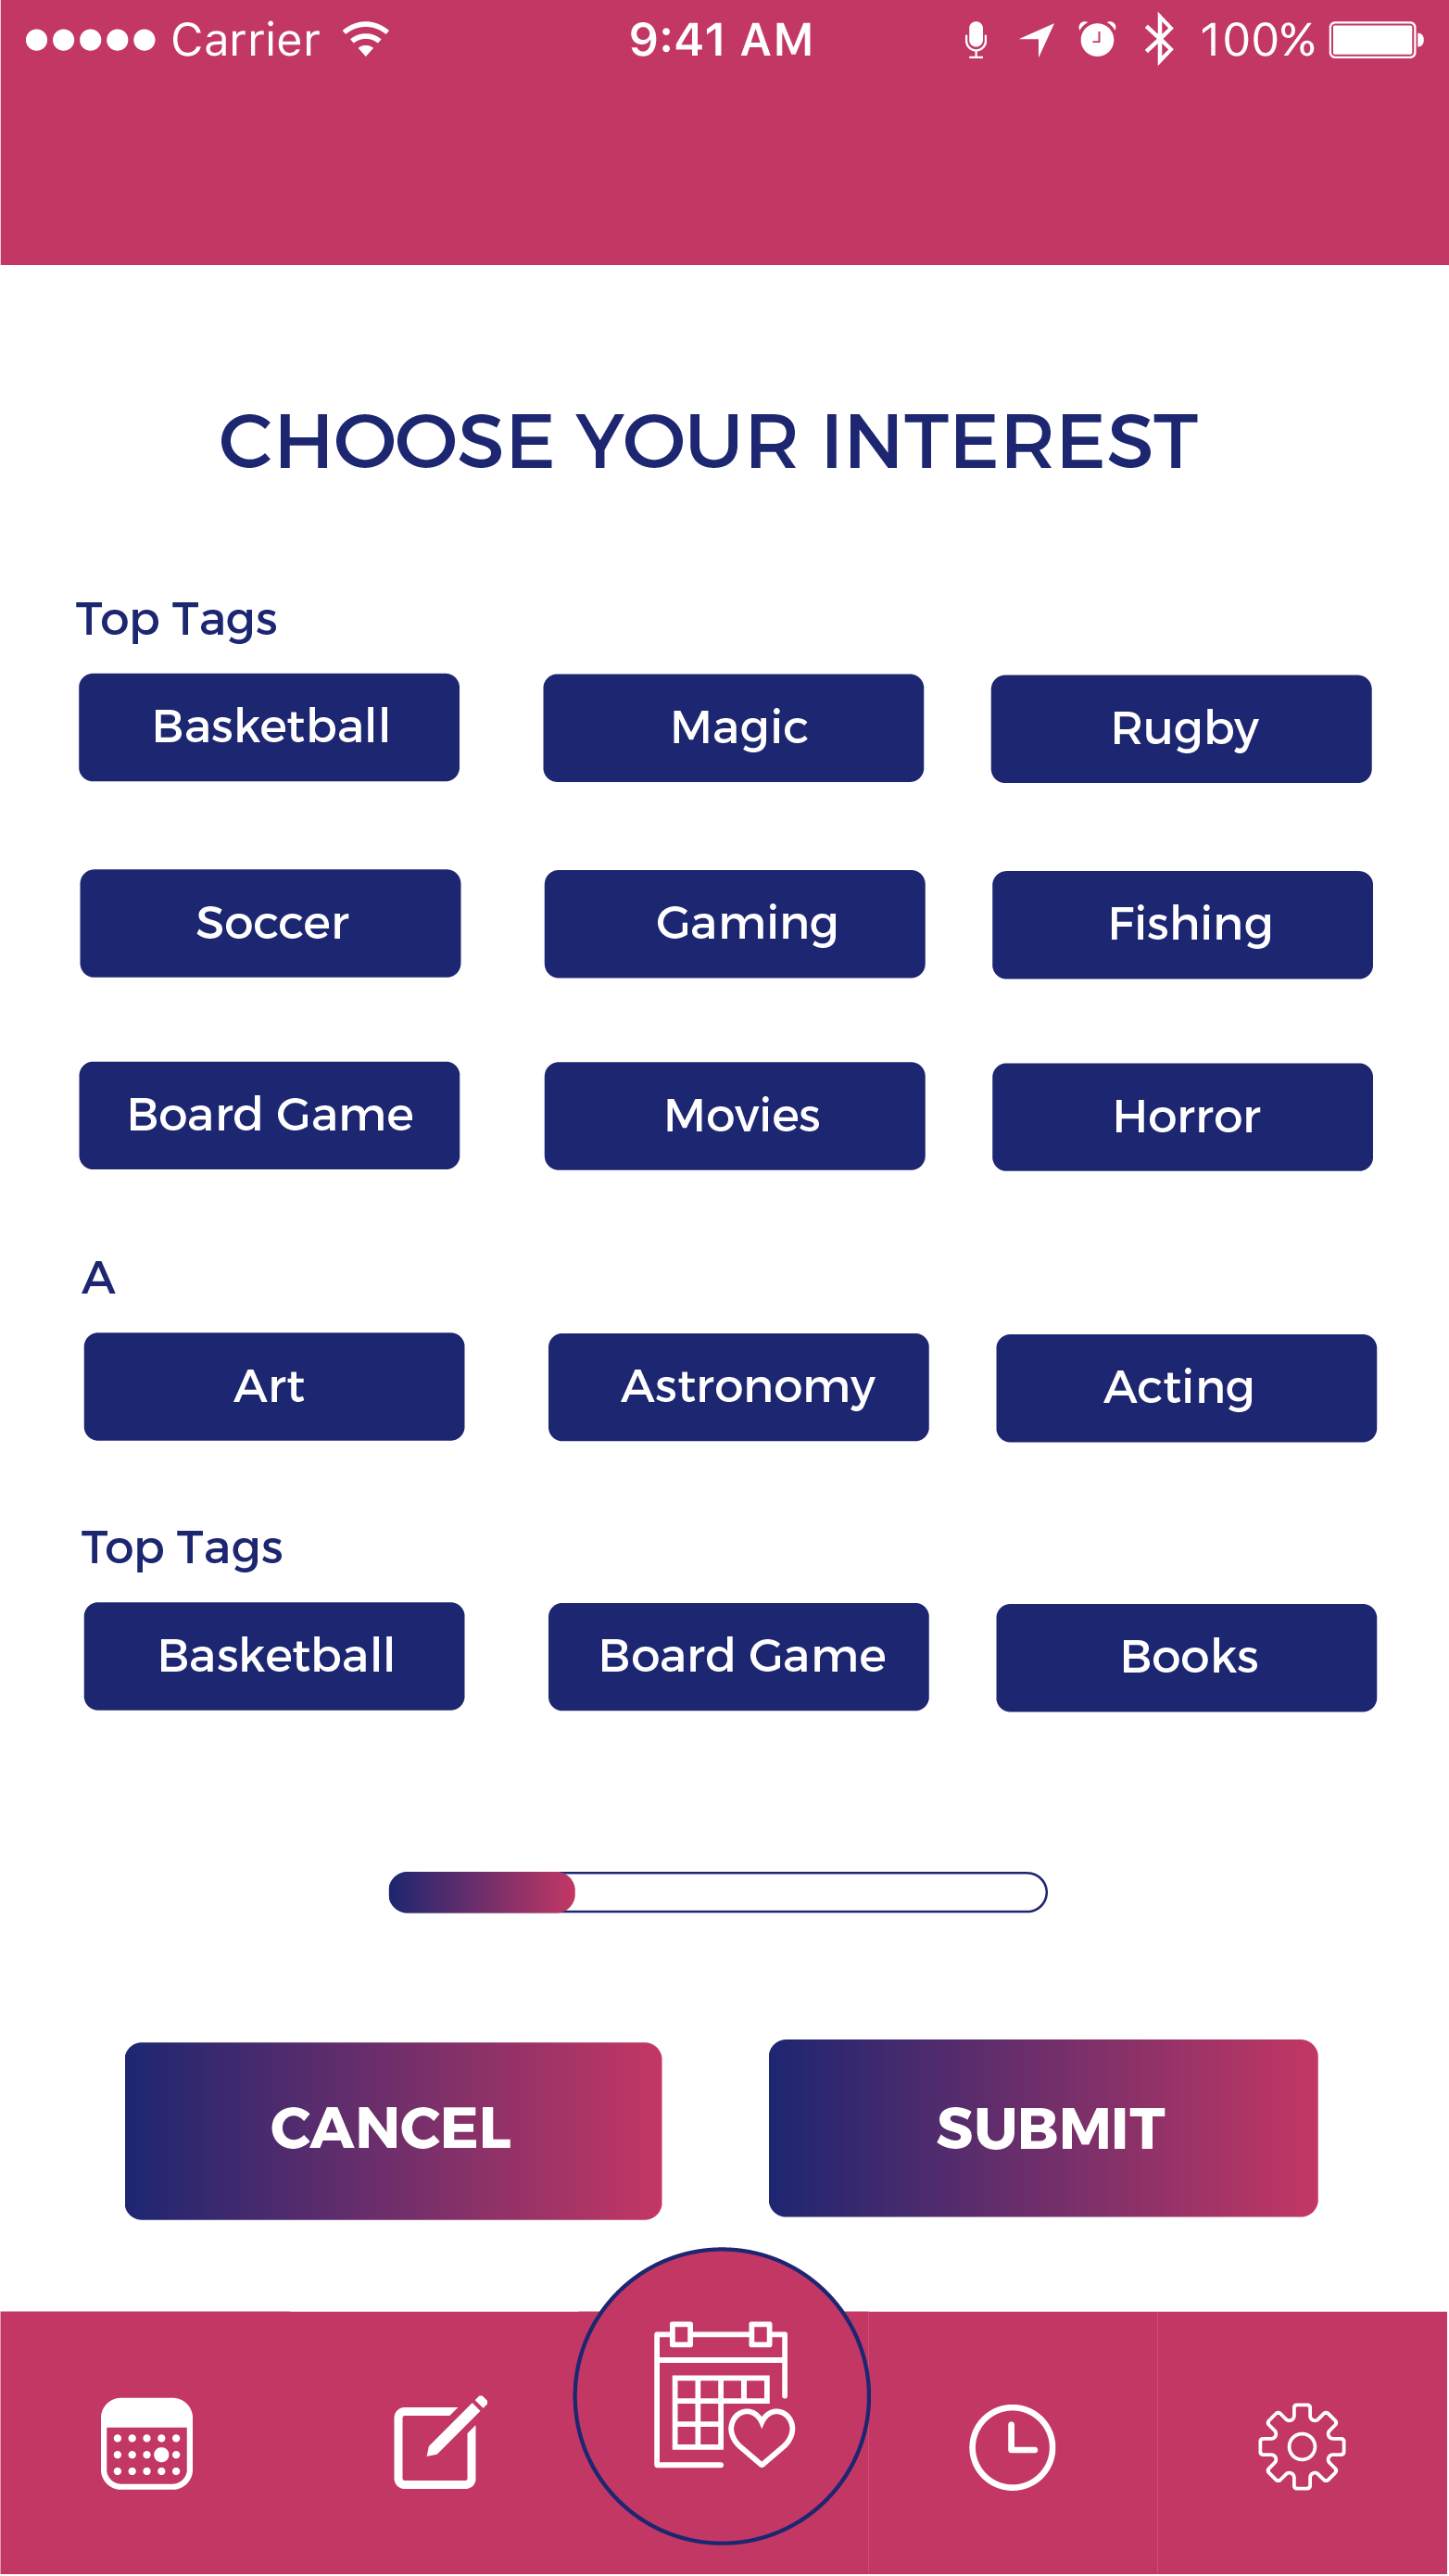 Carrier 9:41 AM 100%
CHOOSE YOUR INTEREST
Top Tags
Basketball Magic Rugby
Soccer Gaming Fishing
Board Game Movies Horror
A
Art Astronomy Acting
Top Tags
Basketball Board Game Books
CANCEL SUBMIT